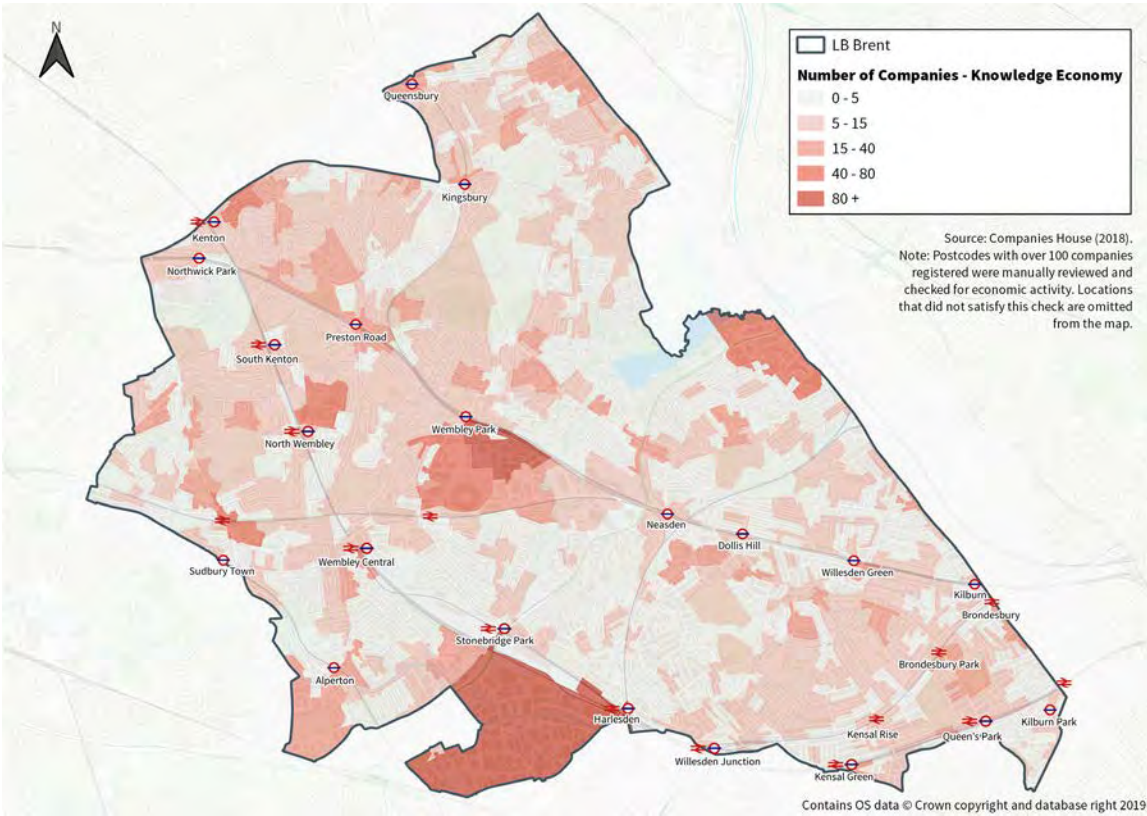 N
LB Brent
Number of Companies - Knowledge Economy
0 - 5
5 - 15
15 - 40
40 - 80
80 +
Source: Companies House (2018).
Note: Postcodes with over 100 companies
registered were manually reviewed and
checked for economic activity. Locations
that did not satisfy this check are omitted
from the map.
Queensbury
Kingsbury
Kenton
Northwick Park
Preston Road
South Kenton
Wembley Park
North Wembley
Neasden
Dollis Hill
Wembley Central
Sudbury Town
Willesden Green
Kilburn
Brondesbury
Stonebridge Park
Brondesbury Park
Alperton
Harlesden
Kilburn Park
Kensal Rise
Queen's Park
Willesden Junction
Kensal Green
Contains OS data © Crown copyright and database right 2019